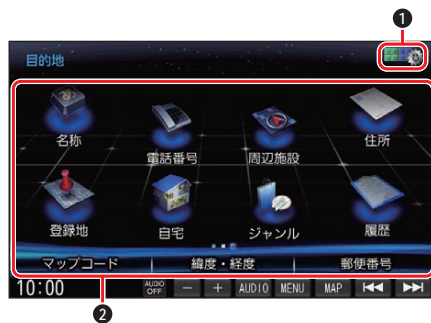 ❶
目的地
名称
電話番号
周辺施設
住所
登録地
自宅
ジャンル
履歴
マップコード
緯度・経度
郵便番号
10:00
AUDIO OFF
－
＋
AUDIO
MENU
MAP
❷